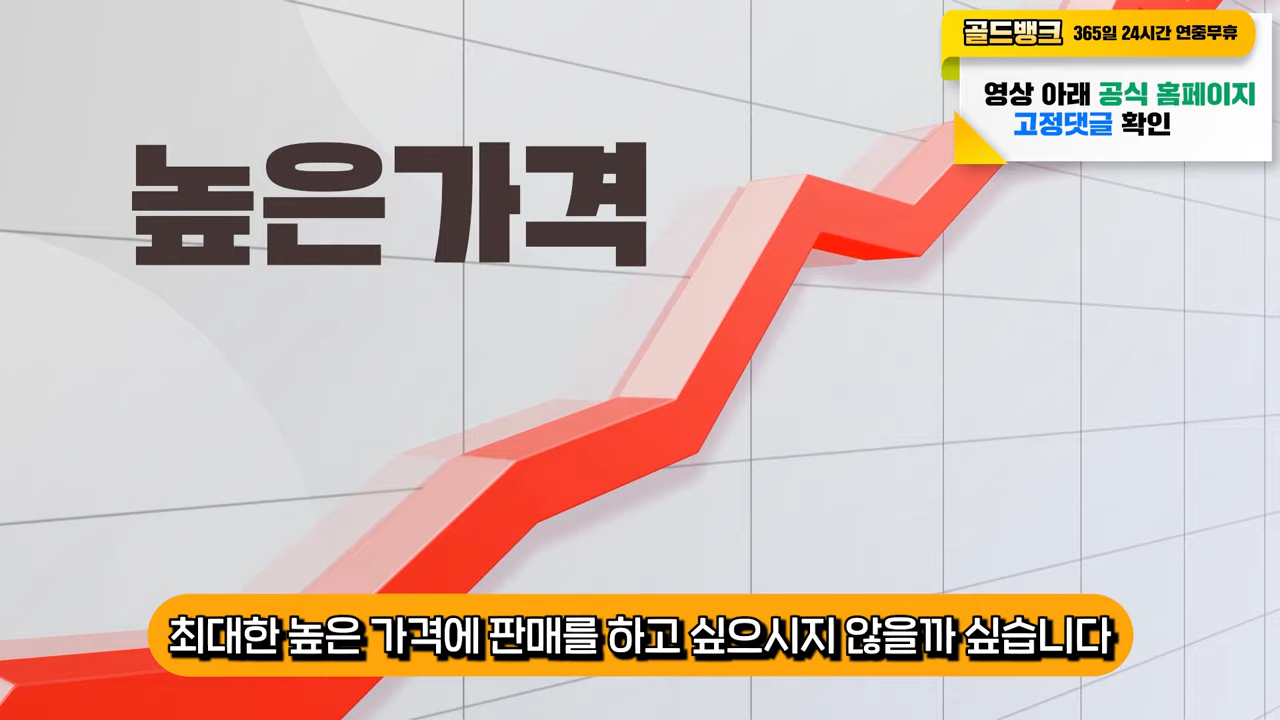 골드뱅크 365일 24시간 연중무휴
영상 아래 공식 홈페이지
고정댓글 확인
높은가격
최대한 높은 가격에 판매를 하고 싶으시지 않을까 싶습니다